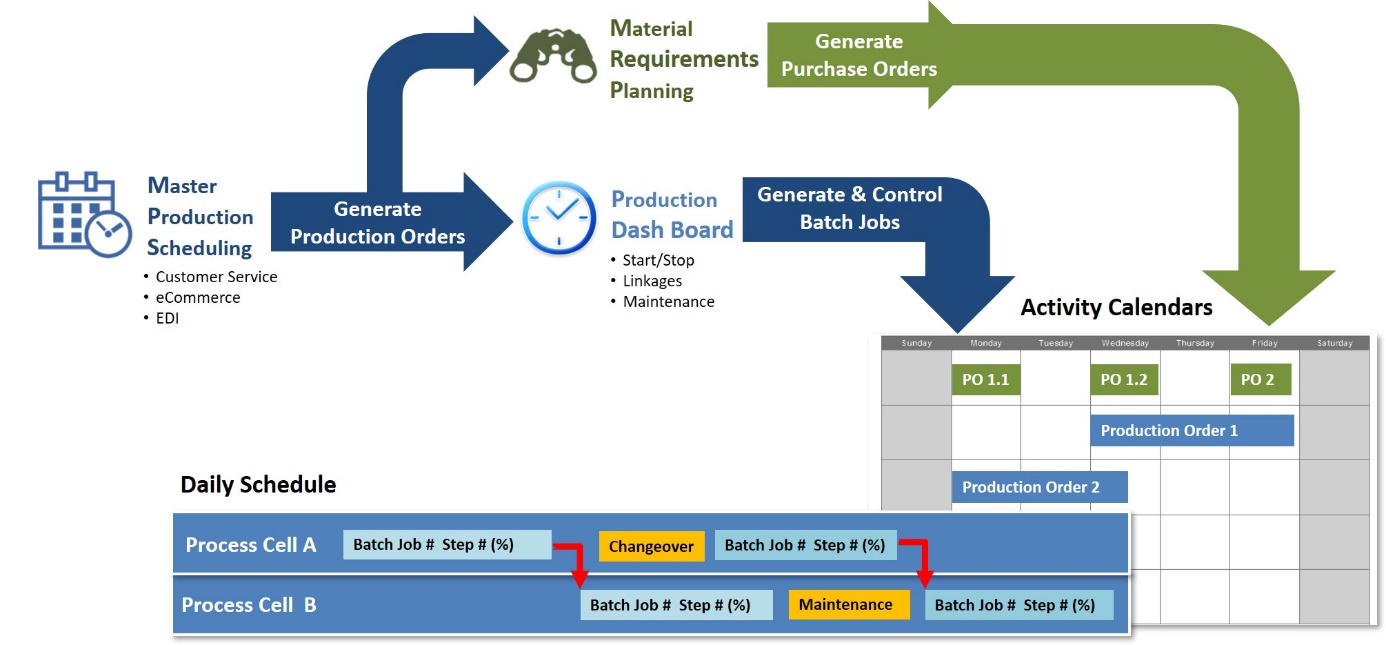 Material
Requirements
Planning
Generate
Purchase Orders
Master
Production
Scheduling
• Customer Service
• eCommerce
• EDI
Generate
Production Orders
Production
Dash Board
• Start/Stop
• Linkages
• Maintenance
Generate & Control
Batch Jobs
Activity Calendars
Sunday Monday Tuesday Wednesday Thursday Friday Saturday
PO 1.1 PO 1.2 PO 2
Production Order 1
Production Order 2
Daily Schedule
Process Cell A Batch Job # Step # (%) Changeover Batch Job # Step # (%)
Process Cell B Batch Job # Step # (%) Maintenance Batch Job # Step # (%)